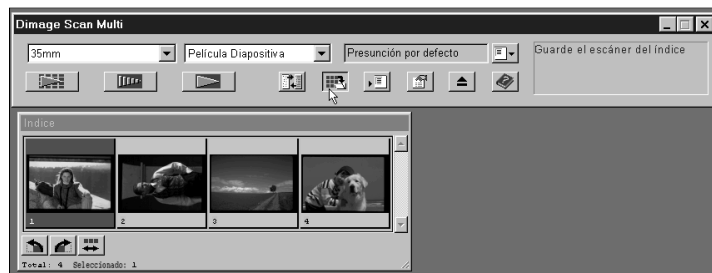 Dimage Scan Multi
35mm
Película Diapositiva
Presunción por defecto
Guarde el escáner del índice
Indice
1
2
3
4
Total: 4 Seleccionado: 1